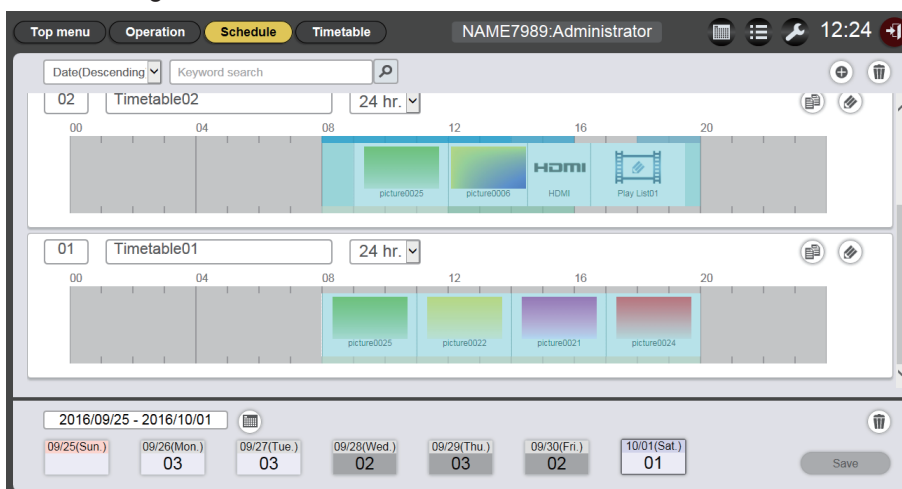 Top menu Operation Schedule Timetable NAME7989:Administrator 12:24
Date(Descending Keyword search
02 Timetable02 24 hr.
00 04 08 12 16 20
picture0025 picture0006 HDMI HDMI Play List01
01 Timetable01 24 hr.
00 04 08 12 16 20
picture0025 picture0022 picture0021 picture0024
2016/09/25 - 2016/10/01
09/25(Sun.) 09/26(Mon.) 09/27(Tue.) 09/28(Wed.) 09/29(Thu.) 09/30(Fri.) 10/01(Sat.)
03 03 02 03 02 01 Save